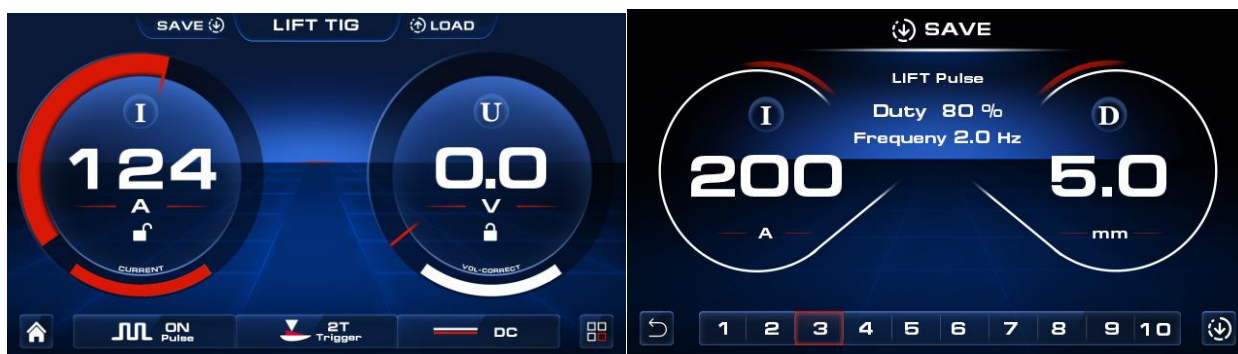 SAVE LIFT TIG LOAD
I
124
A
CURRENT
U
0.0
V
VOL-CORRECT
ON
Pulse
2T
Trigger
DC
SAVE
LIFT Pulse
Duty 80 %
Frequeny 2.0 Hz
I
200
A
D
5.0
mm
1 2 3 4 5 6 7 8 9 10